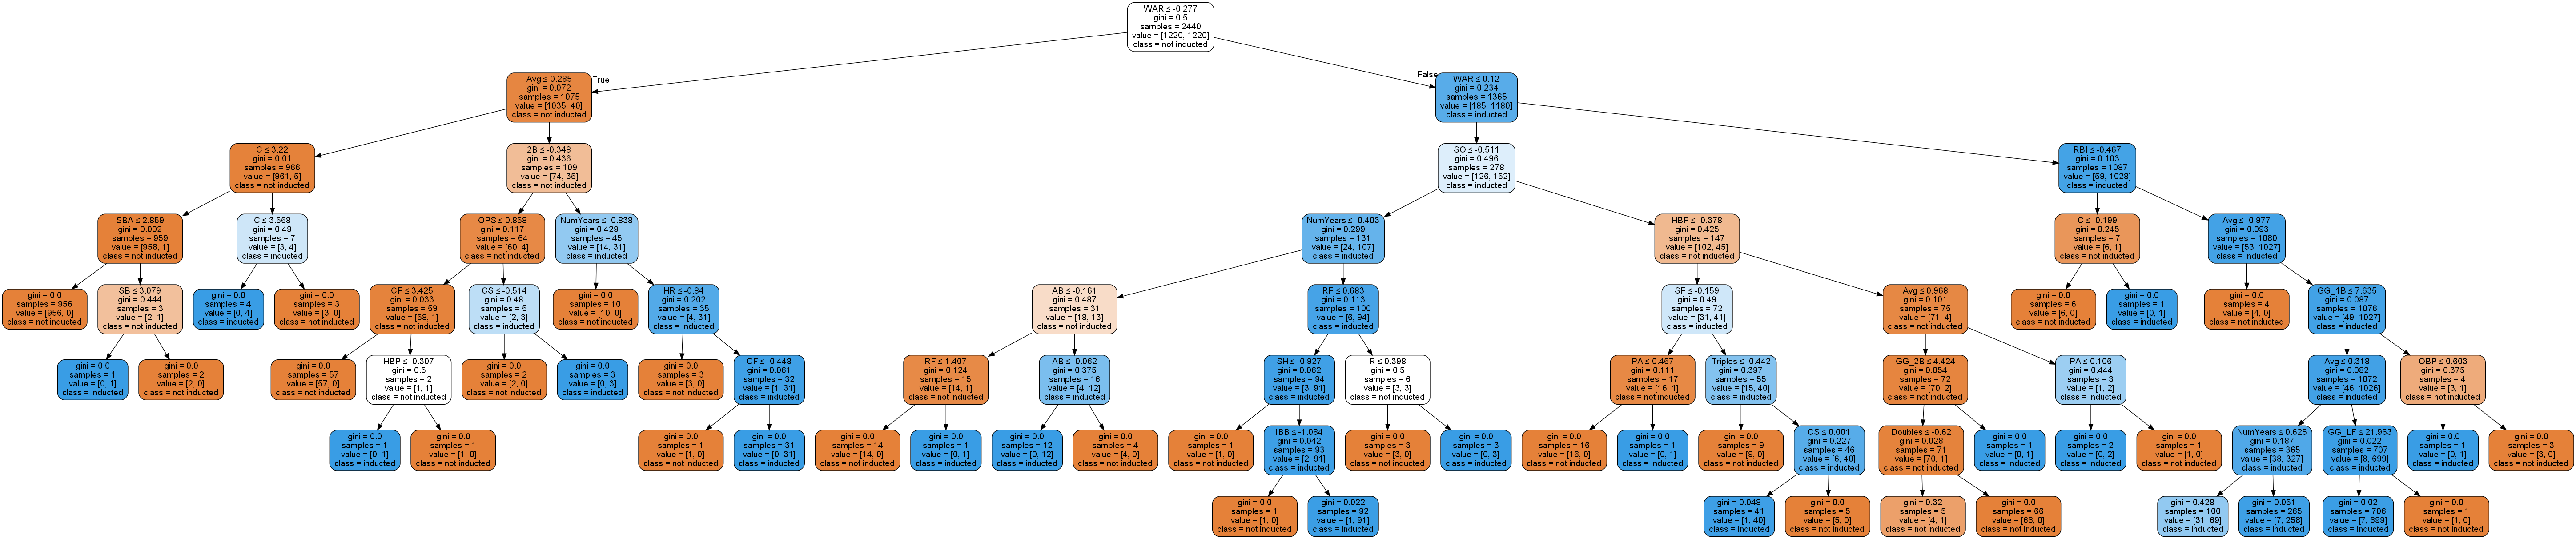 WAR ≤ -0.277
gini = 0.5
samples = 2440
value = [1220, 1220]
class = not inducted
True
False
Avg ≤ 0.285
gini = 0.072
samples = 1075
value = [1035, 40]
class = not inducted
WAR ≤ 0.12
gini = 0.234
samples = 1365
value = [185, 1180]
class = inducted
C ≤ 3.22
gini = 0.01
samples = 966
value = [961, 5]
class = not inducted
2B ≤ -0.348
gini = 0.436
samples = 109
value = [74, 35]
class = not inducted
SO ≤ -0.511
gini = 0.496
samples = 278
value = [126, 152]
class = inducted
RBI ≤ -0.467
gini = 0.103
samples = 1087
value = [59, 1028]
class = inducted
SBA ≤ 2.859
gini = 0.002
samples = 959
value = [958, 1]
class = not inducted
C ≤ 3.568
gini = 0.49
samples = 7
value = [3, 4]
class = inducted
OPS ≤ 0.858
gini = 0.117
samples = 64
value = [60, 4]
class = not inducted
NumYears ≤ -0.838
gini = 0.429
samples = 45
value = [14, 31]
class = inducted
NumYears ≤ -0.403
gini = 0.299
samples = 131
value = [24, 107]
class = inducted
HBP ≤ -0.378
gini = 0.425
samples = 147
value = [102, 45]
class = not inducted
C ≤ -0.199
gini = 0.245
samples = 7
value = [6, 1]
class = not inducted
Avg ≤ -0.977
gini = 0.093
samples = 1080
value = [53, 1027]
class = inducted
gini = 0.0
samples = 956
value = [956, 0]
class = not inducted
SB ≤ 3.079
gini = 0.444
samples = 3
value = [2, 1]
class = not inducted
gini = 0.0
samples = 4
value = [0, 4]
class = inducted
gini = 0.0
samples = 3
value = [3, 0]
class = not inducted
CF ≤ 3.425
gini = 0.033
samples = 59
value = [58, 1]
class = not inducted
CS ≤ -0.514
gini = 0.48
samples = 5
value = [2, 3]
class = inducted
gini = 0.0
samples = 10
value = [10, 0]
class = not inducted
HR ≤ -0.84
gini = 0.202
samples = 35
value = [4, 31]
class = inducted
AB ≤ -0.161
gini = 0.487
samples = 31
value = [18, 13]
class = not inducted
RF ≤ 0.683
gini = 0.113
samples = 100
value = [6, 94]
class = inducted
SF ≤ -0.159
gini = 0.49
samples = 72
value = [31, 41]
class = inducted
Avg ≤ 0.968
gini = 0.101
samples = 75
value = [71, 4]
class = not inducted
gini = 0.0
samples = 6
value = [6, 0]
class = not inducted
gini = 0.0
samples = 1
value = [0, 1]
class = inducted
gini = 0.0
samples = 4
value = [4, 0]
class = not inducted
GG_1B ≤ 7.635
gini = 0.087
samples = 1076
value = [49, 1027]
class = inducted
gini = 0.0
samples = 1
value = [0, 1]
class = inducted
gini = 0.0
samples = 2
value = [2, 0]
class = not inducted
gini = 0.0
samples = 57
value = [57, 0]
class = not inducted
HBP ≤ -0.307
gini = 0.5
samples = 2
value = [1, 1]
class = not inducted
gini = 0.0
samples = 2
value = [2, 0]
class = not inducted
gini = 0.0
samples = 3
value = [0, 3]
class = inducted
gini = 0.0
samples = 3
value = [3, 0]
class = not inducted
CF ≤ -0.448
gini = 0.061
samples = 32
value = [1, 31]
class = inducted
RF ≤ 1.407
gini = 0.124
samples = 15
value = [14, 1]
class = not inducted
AB ≤ -0.062
gini = 0.375
samples = 16
value = [4, 12]
class = inducted
SH ≤ -0.927
gini = 0.062
samples = 94
value = [3, 91]
class = inducted
R ≤ 0.398
gini = 0.5
samples = 6
value = [3, 3]
class = not inducted
PA ≤ 0.467
gini = 0.111
samples = 17
value = [16, 1]
class = not inducted
Triples ≤ -0.442
gini = 0.397
samples = 55
value = [15, 40]
class = inducted
GG_2B ≤ 4.424
gini = 0.054
samples = 72
value = [70, 2]
class = not inducted
PA ≤ 0.106
gini = 0.444
samples = 3
value = [1, 2]
class = inducted
Avg ≤ 0.318
gini = 0.082
samples = 1072
value = [46, 1026]
class = inducted
OBP ≤ 0.603
gini = 0.375
samples = 4
value = [3, 1]
class = not inducted
gini = 0.0
samples = 1
value = [0, 1]
class = inducted
gini = 0.0
samples = 1
value = [1, 0]
class = not inducted
gini = 0.0
samples = 1
value = [1, 0]
class = not inducted
gini = 0.0
samples = 31
value = [0, 31]
class = inducted
gini = 0.0
samples = 14
value = [14, 0]
class = not inducted
gini = 0.0
samples = 1
value = [0, 1]
class = inducted
gini = 0.0
samples = 12
value = [0, 12]
class = inducted
gini = 0.0
samples = 4
value = [4, 0]
class = not inducted
gini = 0.0
samples = 1
value = [1, 0]
class = not inducted
IBB ≤ -1.084
gini = 0.042
samples = 93
value = [2, 91]
class = inducted
gini = 0.0
samples = 3
value = [3, 0]
class = not inducted
gini = 0.0
samples = 3
value = [0, 3]
class = inducted
gini = 0.0
samples = 16
value = [16, 0]
class = not inducted
gini = 0.0
samples = 1
value = [0, 1]
class = inducted
gini = 0.0
samples = 9
value = [9, 0]
class = not inducted
CS ≤ 0.001
gini = 0.227
samples = 46
value = [6, 40]
class = inducted
Doubles ≤ -0.62
gini = 0.028
samples = 71
value = [70, 1]
class = not inducted
gini = 0.0
samples = 1
value = [0, 1]
class = inducted
gini = 0.0
samples = 2
value = [0, 2]
class = inducted
gini = 0.0
samples = 1
value = [1, 0]
class = not inducted
NumYears ≤ 0.625
gini = 0.187
samples = 365
value = [38, 327]
class = inducted
GG_LF ≤ 21.963
gini = 0.022
samples = 707
value = [8, 699]
class = inducted
gini = 0.0
samples = 1
value = [0, 1]
class = inducted
gini = 0.0
samples = 3
value = [3, 0]
class = not inducted
gini = 0.0
samples = 1
value = [1, 0]
class = not inducted
gini = 0.022
samples = 92
value = [1, 91]
class = inducted
gini = 0.048
samples = 41
value = [1, 40]
class = inducted
gini = 0.0
samples = 5
value = [5, 0]
class = not inducted
gini = 0.32
samples = 5
value = [4, 1]
class = not inducted
gini = 0.0
samples = 66
value = [66, 0]
class = not inducted
gini = 0.428
samples = 100
value = [31, 69]
class = inducted
gini = 0.051
samples = 265
value = [7, 258]
class = inducted
gini = 0.02
samples = 706
value = [7, 699]
class = inducted
gini = 0.0
samples = 1
value = [1, 0]
class = not inducted